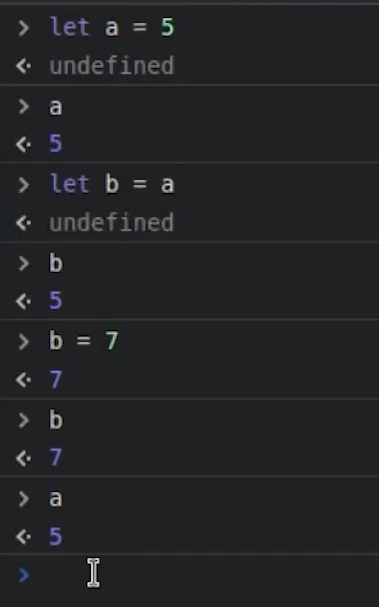 > let a = 5
<· undefined
> a
<· 5
> let b = a
<· undefined
> b
<· 5
> b = 7
<· 7
> b
<· 7
> a
<· 5
>